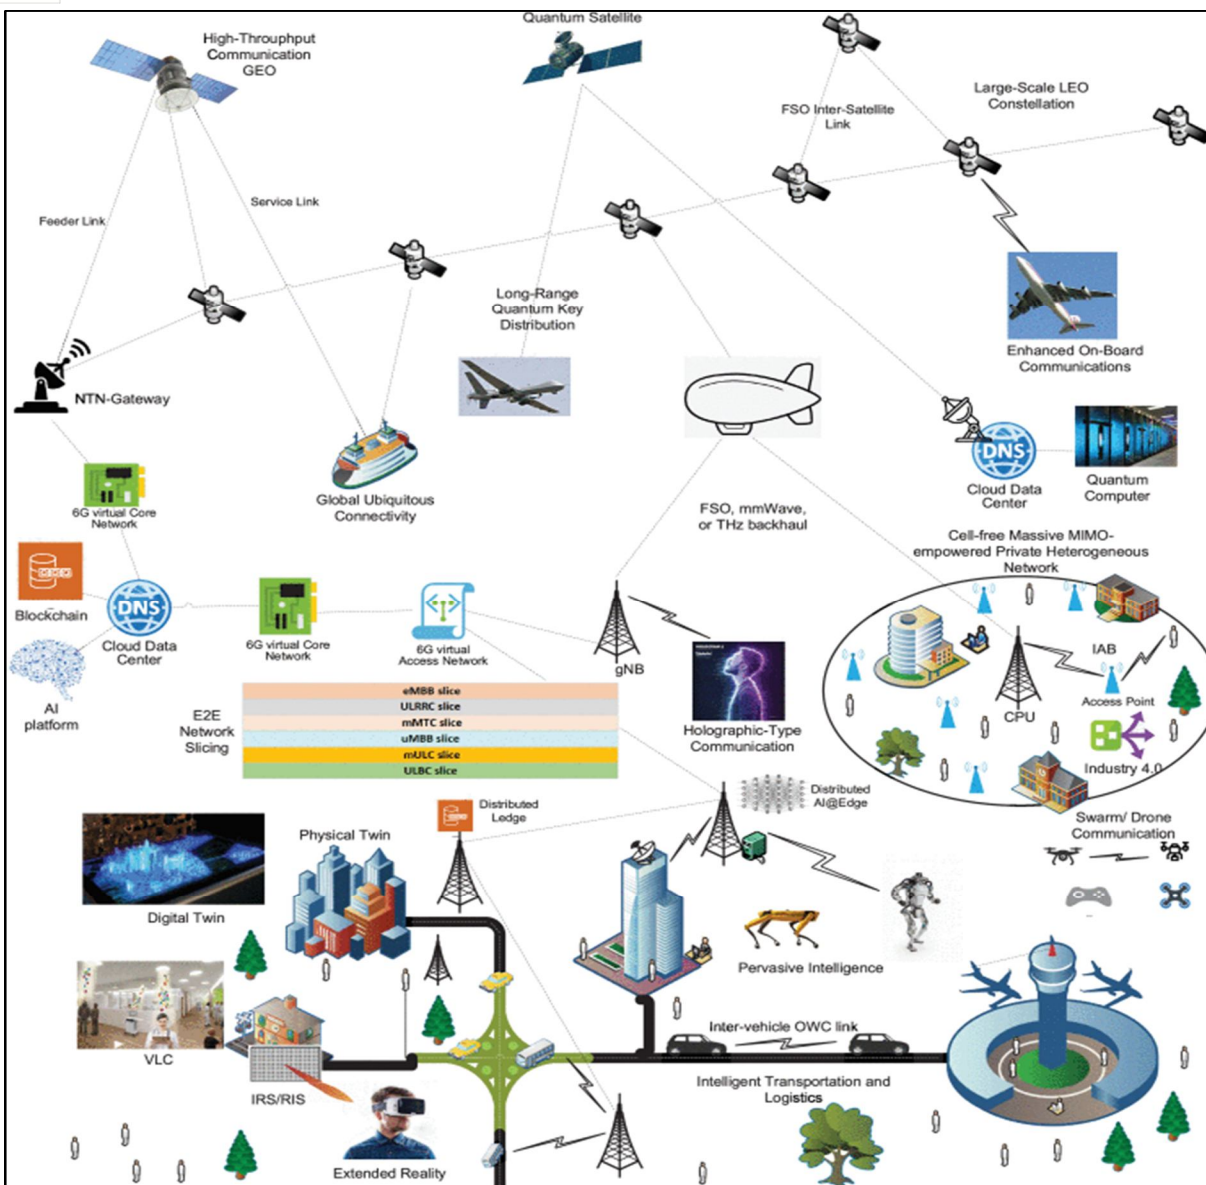 High-Throughput
Communication
GEO
Quantum Satellite
Large-Scale LEO
Constellation
FSO Inter-Satellite
Link
Service Link
Feeder Link
Long-Range
Quantum Key
Distribution
Enhanced On-Board
Communications
NTN-Gateway
DNS
Cloud Data
Center
Quantum
Computer
Global Ubiquitous
Connectivity
6G virtual Core
Network
FSO, mmWave,
or THz backhaul
Cell-free Massive MIMO-
empowered Private Heterogeneous
Network
Blockchain
DNS
Cloud Data
Center
6G virtual Core
Network
6G virtual
Access Network
gNB
IAB
Access Point
CPU
Industry 4.0
AI
platform
E2E
Network
Slicing
eMBB slice
ULRRC slice
mMTC slice
uMBB slice
mULC slice
ULBC slice
Holographic-Type
Communication
Distributed
Ledge
Distributed
AI@Edge
Swarm/ Drone
Communication
Physical Twin
Digital Twin
Pervasive Intelligence
VLC
IRS/RIS
Inter-vehicle OWC link
Intelligent Transportation and
Logistics
Extended Reality